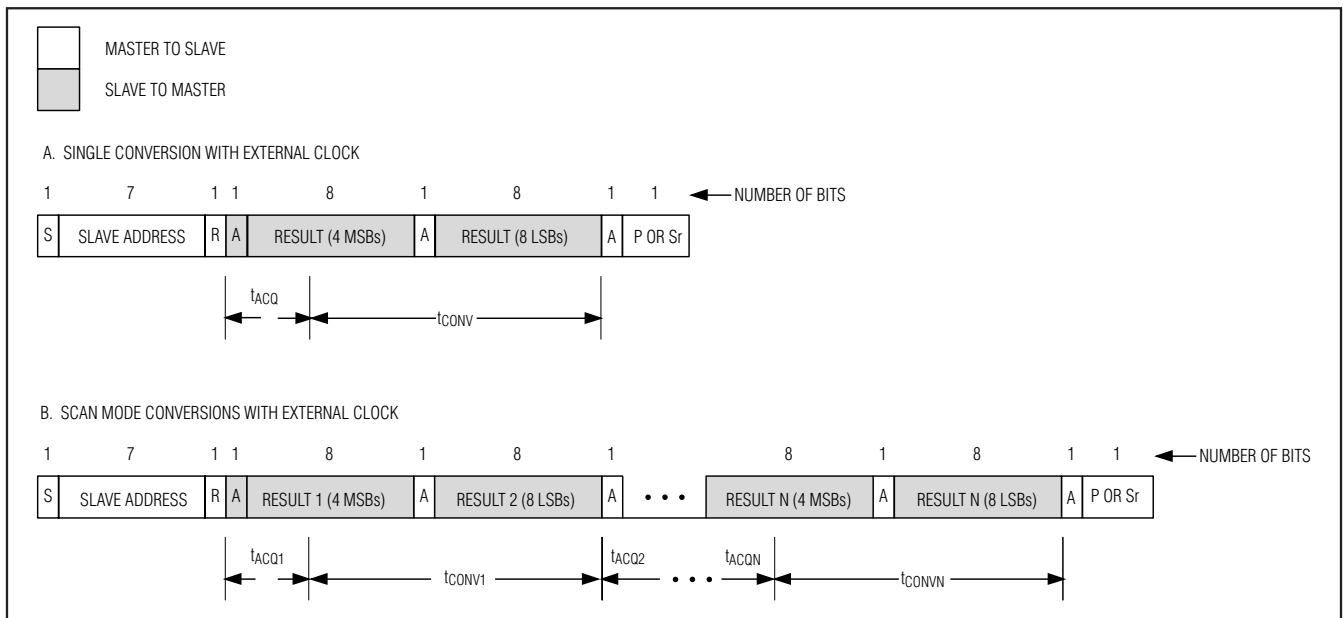 MASTER TO SLAVE
SLAVE TO MASTER
A. SINGLE CONVERSION WITH EXTERNAL CLOCK
1 7 1 1 8 1 8 1 1 NUMBER OF BITS
S SLAVE ADDRESS R A RESULT (4 MSBs) A RESULT (8 LSBs) A P OR Sr
tACQ
tCONV
B. SCAN MODE CONVERSIONS WITH EXTERNAL CLOCK
1 7 1 1 8 1 8 1 8 1 8 1 1 NUMBER OF BITS
S SLAVE ADDRESS R A RESULT 1 (4 MSBs) A RESULT 2 (8 LSBs) A • • • RESULT N (4 MSBs) A RESULT N (8 LSBs) A P OR Sr
tACQ1 tACQ2 tACQN
tCONV1 • • • tCONVN